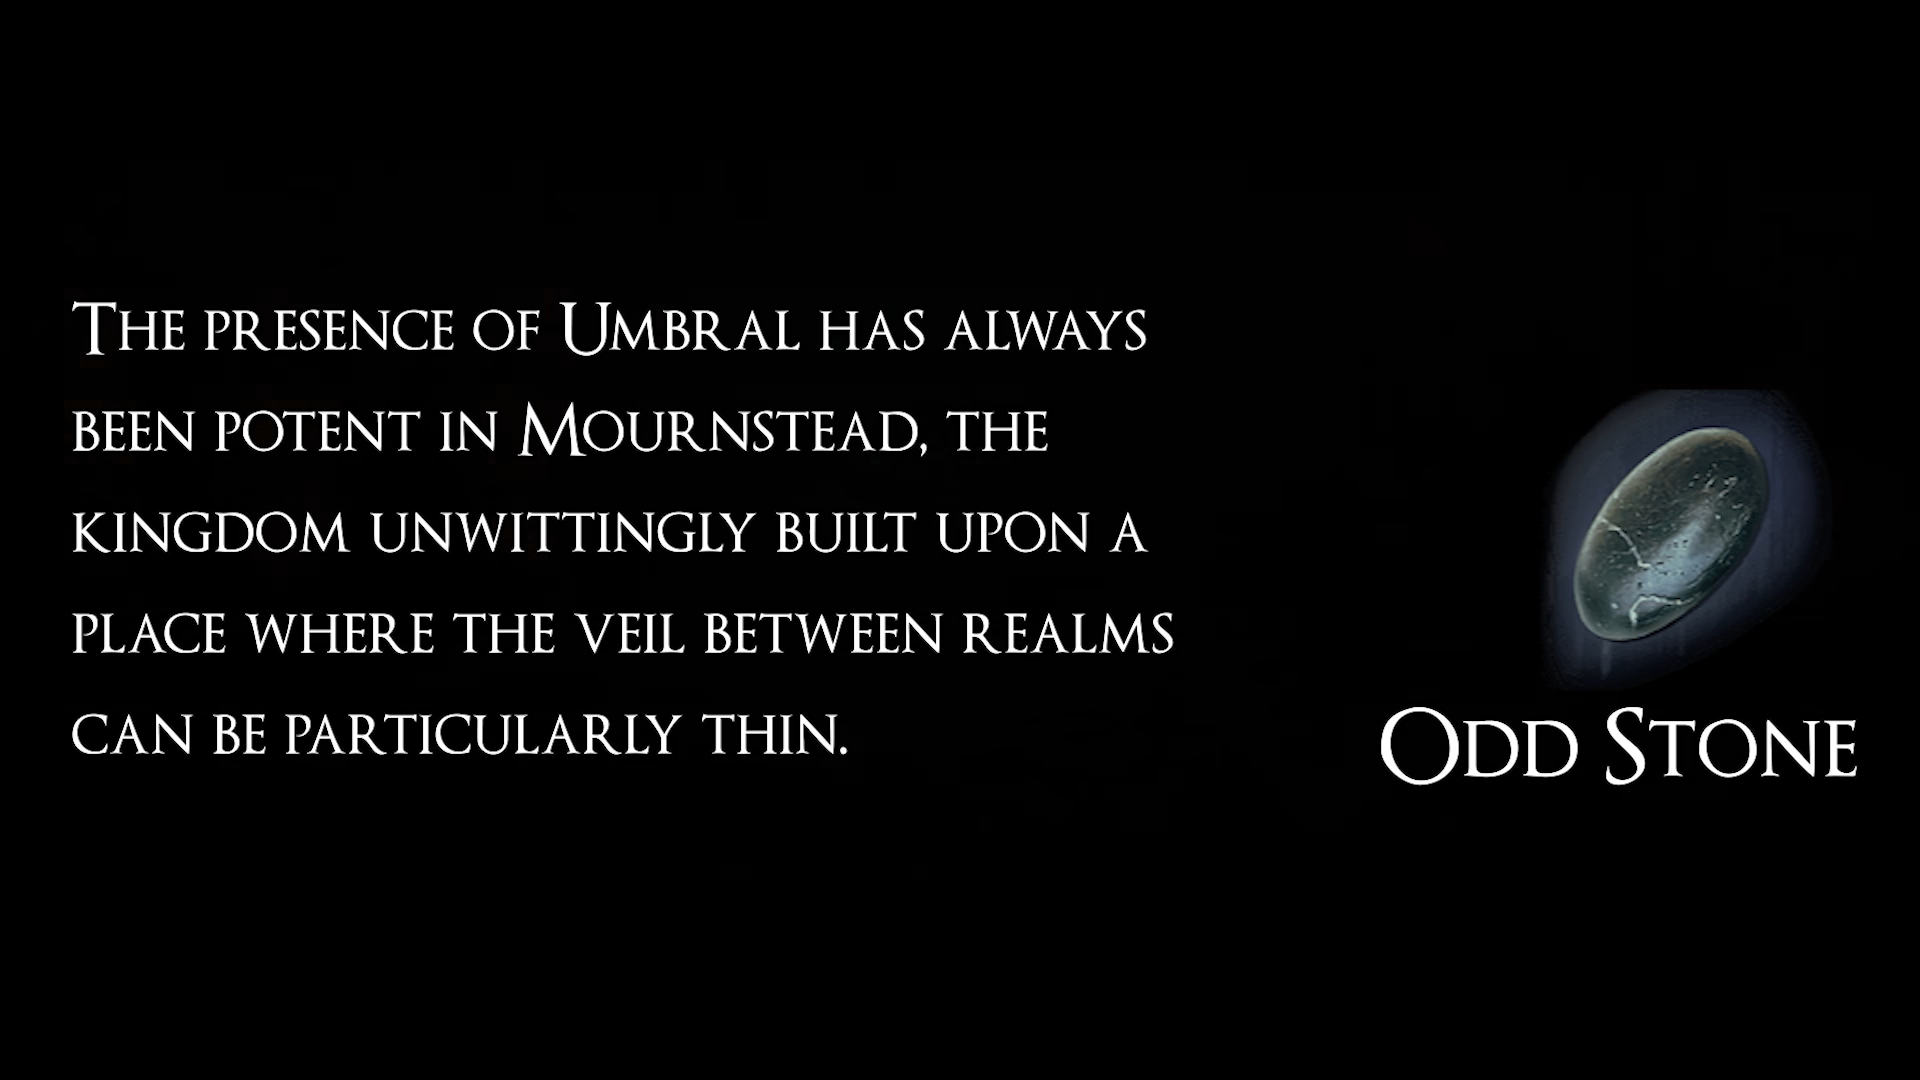 The presence of Umbral has always
been potent in Mournstead, the
kingdom unwittingly built upon a
place where the veil between realms
can be particularly thin.
Odd Stone